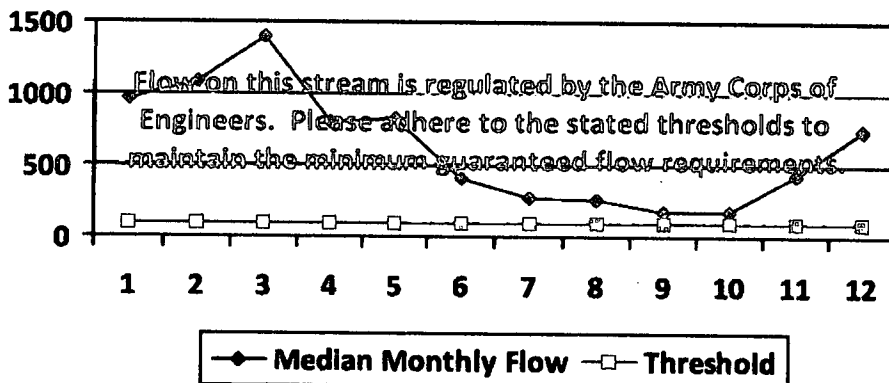 1500
1000
500
0
Flow on this stream is regulated by the Army Corps of
Engineers. Please adhere to the stated thresholds to
maintain the minimum guaranteed flow requirements.
1 2 3 4 5 6 7 8 9 10 11 12
Median Monthly Flow Threshold